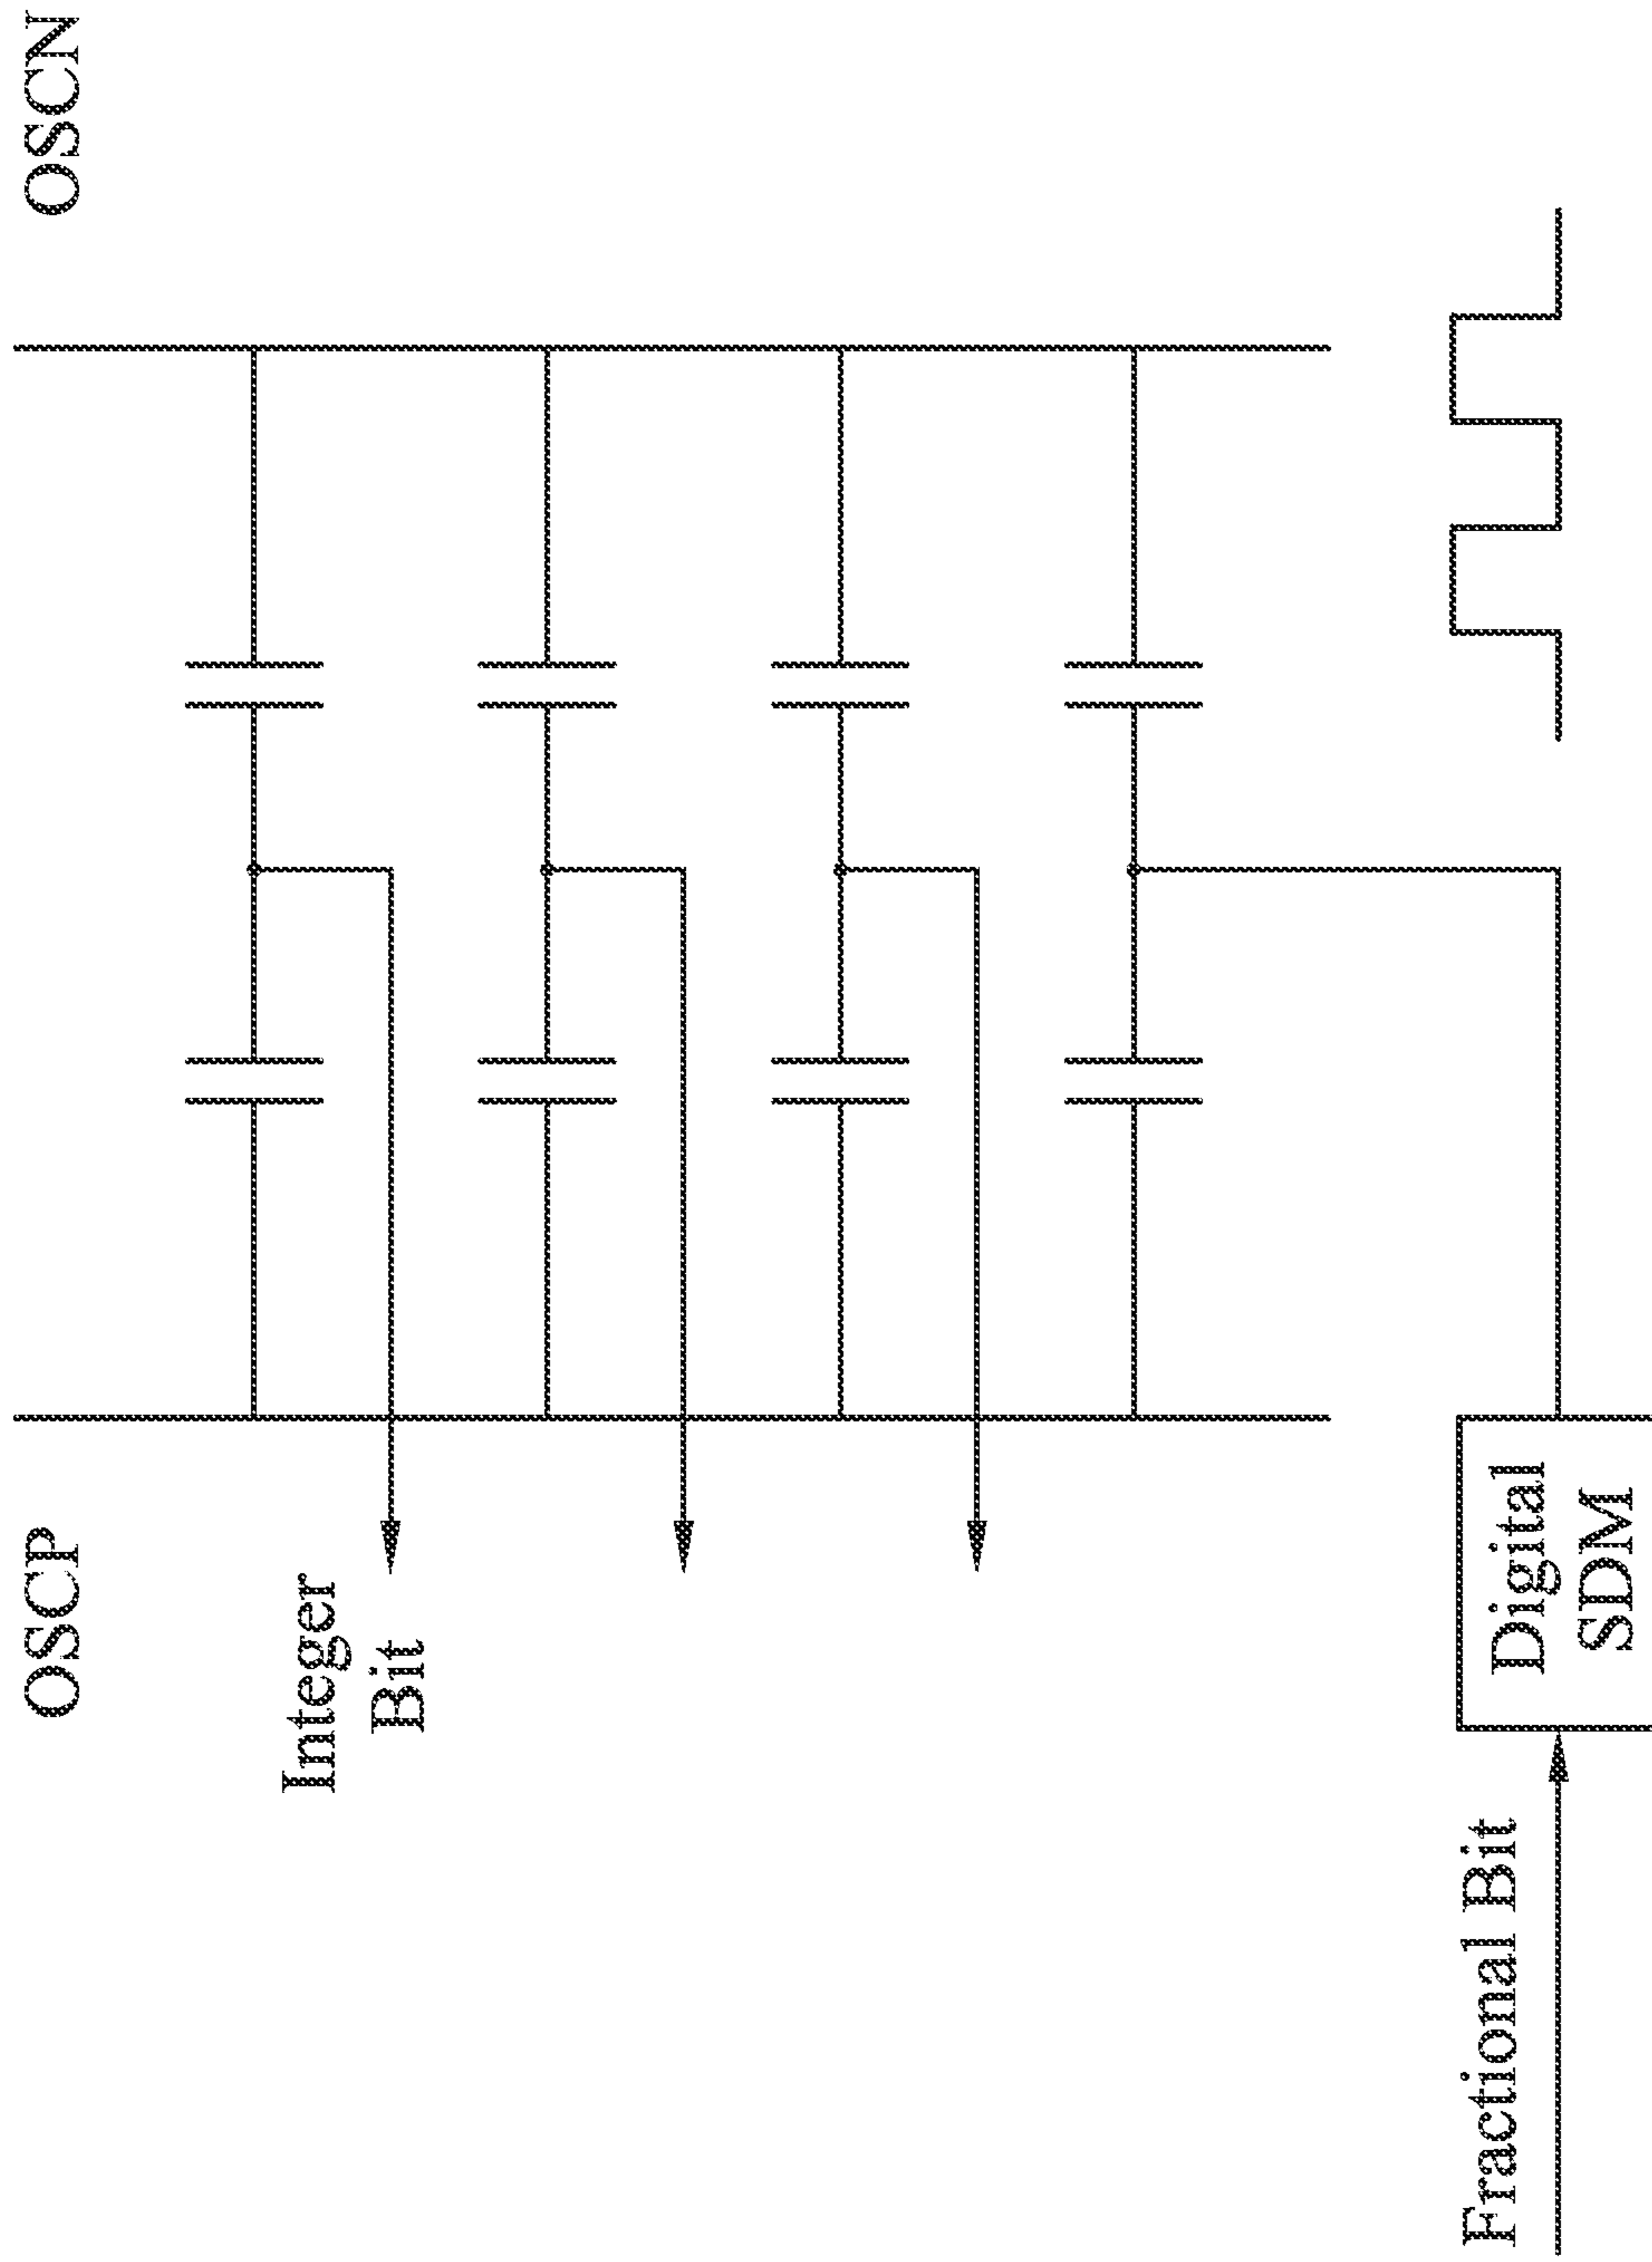 OSCP
OSCN
Integer
Bit
Fractional Bit
Digital
SDM